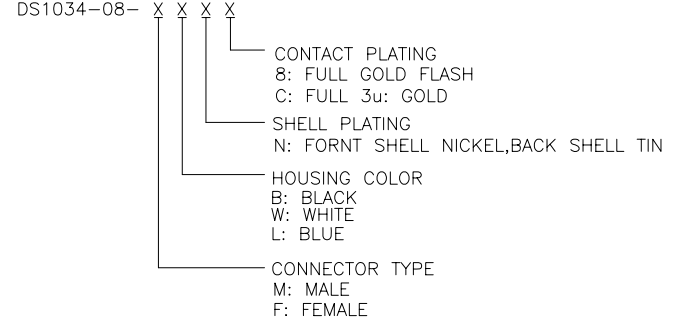 DS1034-08- X X X X
CONTACT PLATING
8: FULL GOLD FLASH
C: FULL 3u: GOLD
SHELL PLATING
N: FORNT SHELL NICKEL,BACK SHELL TIN
HOUSING COLOR
B: BLACK
W: WHITE
L: BLUE
CONNECTOR TYPE
M: MALE
F: FEMALE